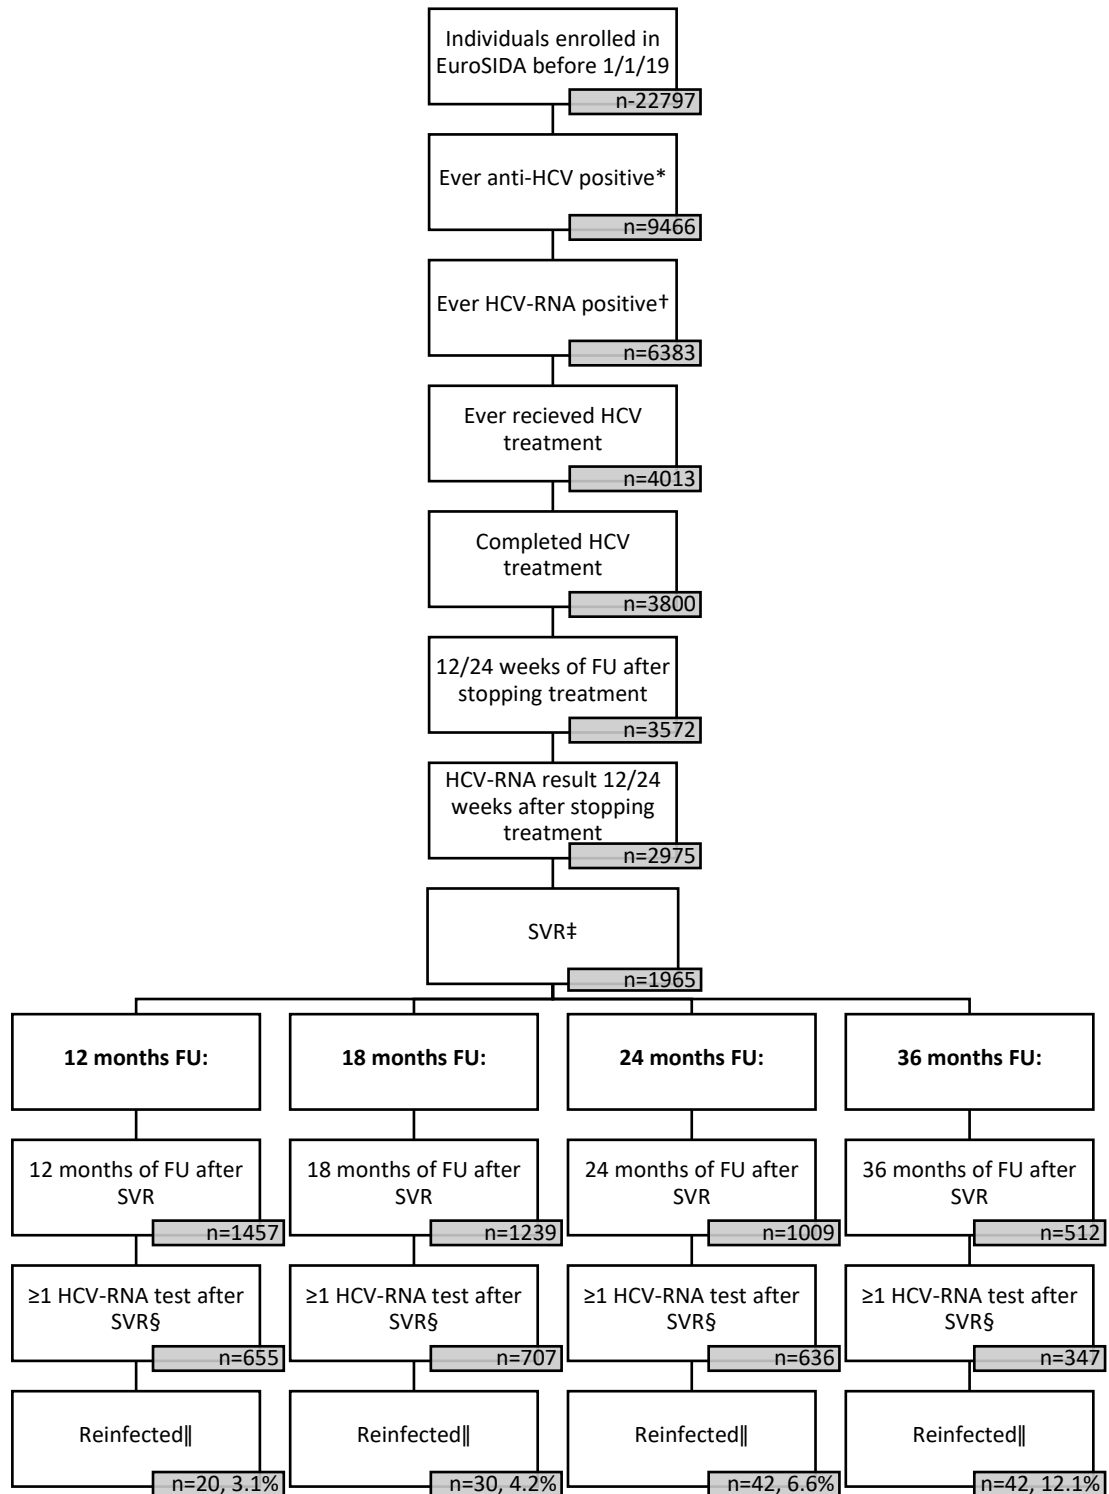 Individuals enrolled in
EuroSIDA before 1/1/19
n-22797
Ever anti-HCV positive*
n=9466
Ever HCV-RNA positive†
n=6383
Ever recieved HCV
treatment
n=4013
Completed HCV
treatment
n=3800
12/24 weeks of FU after
stopping treatment
n=3572
HCV-RNA result 12/24
weeks after stopping
treatment
n=2975
SVR‡
n=1965
12 months FU:
12 months of FU after
SVR
n=1457
≥1 HCV-RNA test after
SVR§
n=655
Reinfected‖
n=20, 3.1%
18 months FU:
18 months of FU after
SVR
n=1239
≥1 HCV-RNA test after
SVR§
n=707
Reinfected‖
n=30, 4.2%
24 months FU:
24 months of FU after
SVR
n=1009
≥1 HCV-RNA test after
SVR§
n=636
Reinfected‖
n=42, 6.6%
36 months FU:
36 months of FU after
SVR
n=512
≥1 HCV-RNA test after
SVR§
n=347
Reinfected‖
n=42, 12.1%